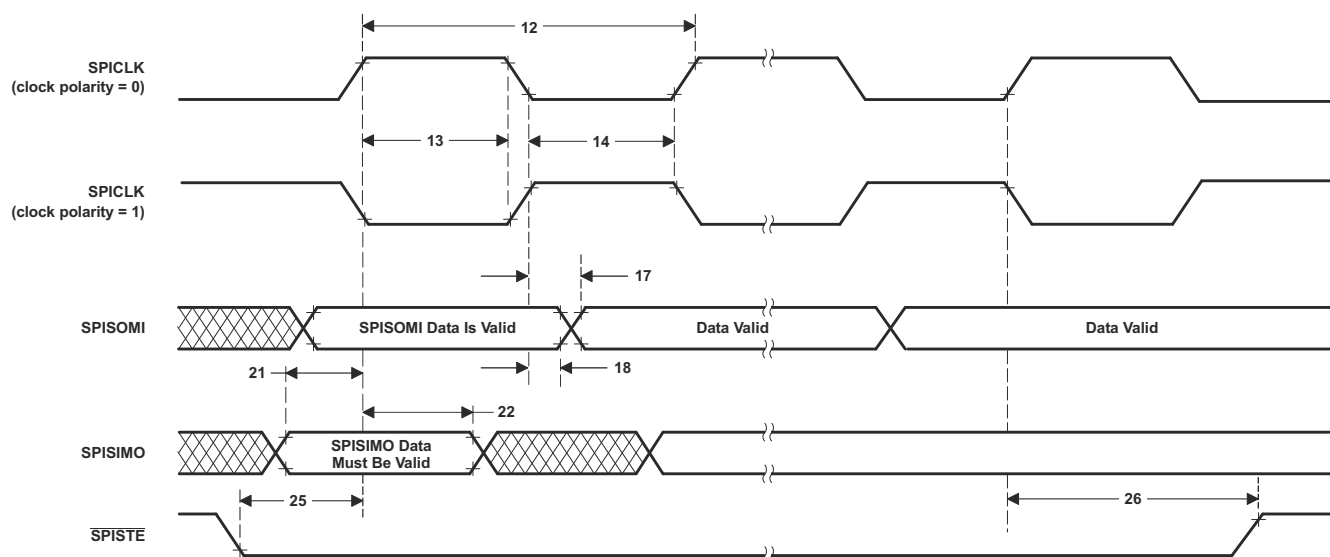 12
SPICLK
(clock polarity = 0)
13
14
SPICLK
(clock polarity = 1)
17
SPISOMI
SPISOMI Data Is Valid
Data Valid
Data Valid
21
18
22
SPISIMO
SPISIMO Data
Must Be Valid
25
26
SPISTE